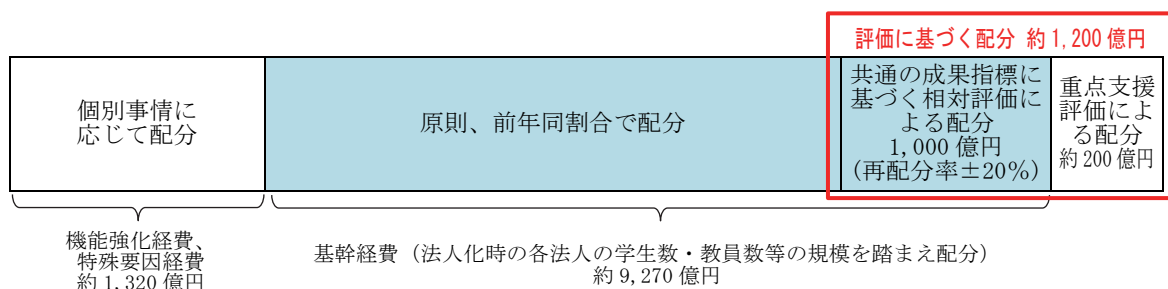 評価に基づく配分 約1,200億円
個別事情に
応じて配分
原則、前年同割合で配分
共通の成果指標に
基づく相対評価に
よる配分
1,000億円
(再配分率±20%)
重点支援
評価によ
る配分
約200億円
機能強化経費、
特殊要因経費
約1,320億円
基幹経費（法人化時の各法人の学生数・教員数等の規模を踏まえ配分）
約9,270億円